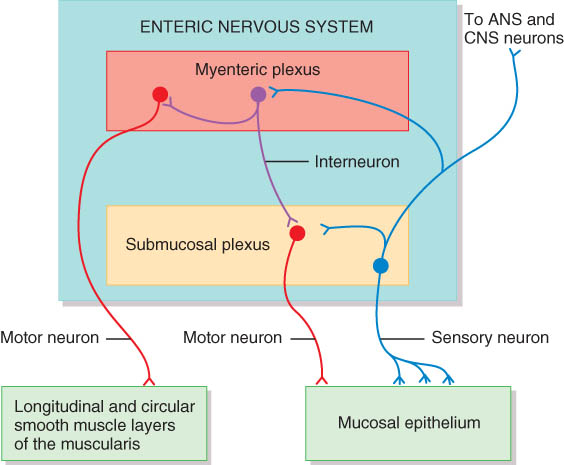 ENTERIC NERVOUS SYSTEM
To ANS and
CNS neurons
Myenteric plexus
Interneuron
Submucosal plexus
Motor neuron
Motor neuron
Sensory neuron
Longitudinal and circular
smooth muscle layers
of the muscularis
Mucosal epithelium